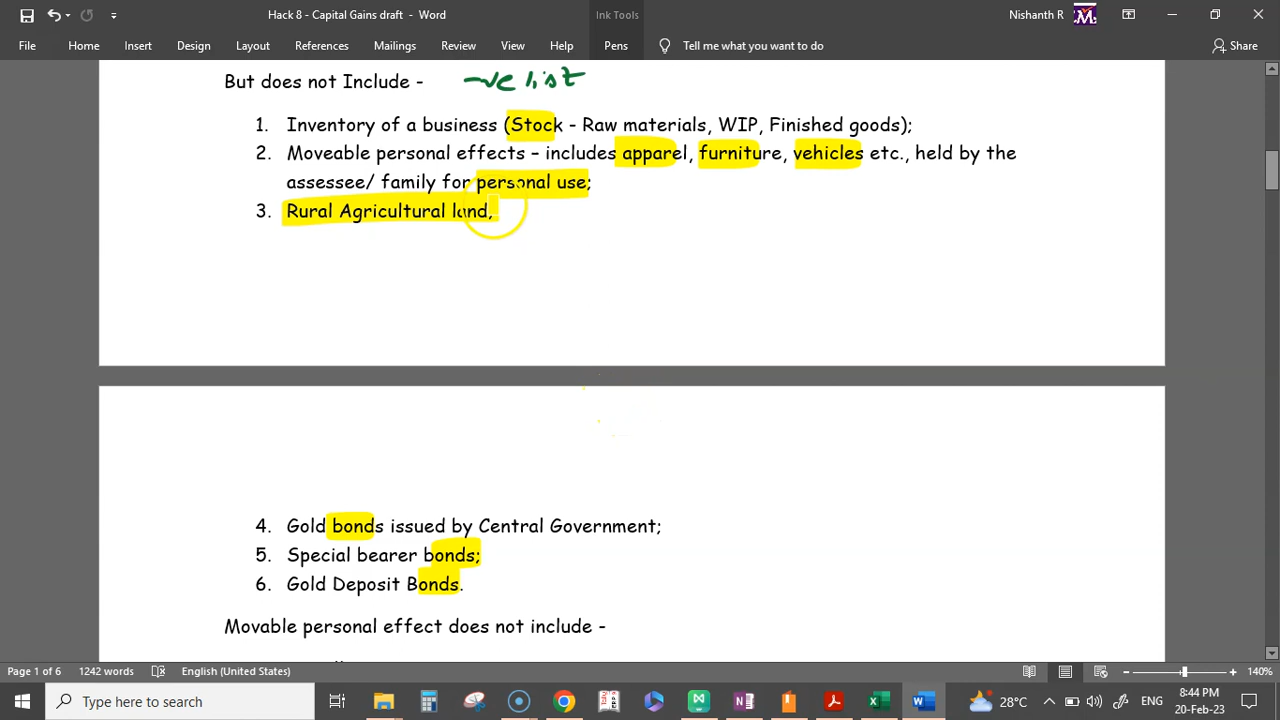 Hack 8 - Capital Gains draft - Word
Ink Tools
Nishanth R
File Home Insert Design Layout References Mailings Review View Help Pens Tell me what you want to do Share
But does not Include - -ve list
1. Inventory of a business (Stock - Raw materials, WIP, Finished goods);
2. Moveable personal effects – includes apparel, furniture, vehicles etc., held by the
assessee/ family for personal use;
3. Rural Agricultural land,
4. Gold bonds issued by Central Government;
5. Special bearer bonds;
6. Gold Deposit Bonds.
Movable personal effect does not include -
Page 1 of 6 1242 words English (United States) 140%
Type here to search
28°C ENG 8:44 PM
20-Feb-23